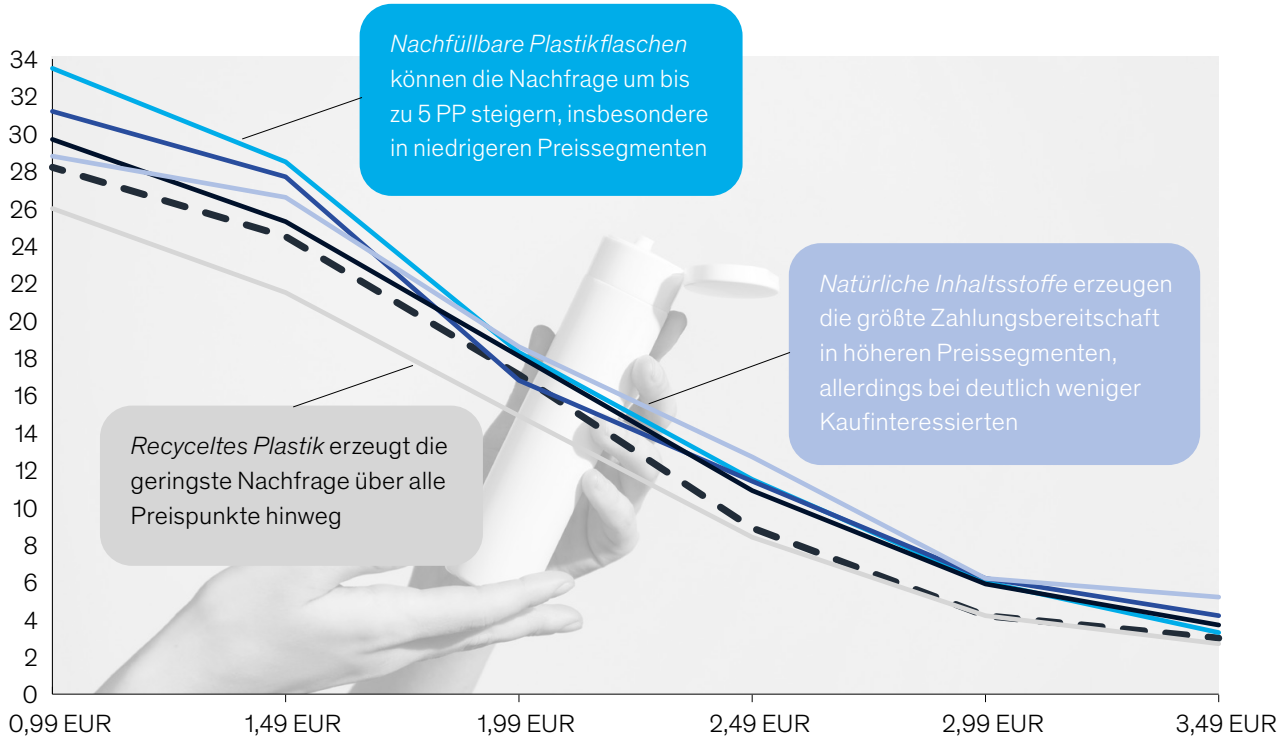 Nachfüllbare Plastikflaschen
können die Nachfrage um bis
zu 5 PP steigern, insbesondere
in niedrigeren Preissegmenten
Natürliche Inhaltsstoffe erzeugen
die größte Zahlungsbereitschaft
in höheren Preissegmenten,
allerdings bei deutlich weniger
Kaufinteressierten
Recyceltes Plastik erzeugt die
geringste Nachfrage über alle
Preispunkte hinweg
34
32
30
28
26
24
22
20
18
16
14
12
10
8
6
4
2
0
0,99 EUR
1,49 EUR
1,99 EUR
2,49 EUR
2,99 EUR
3,49 EUR